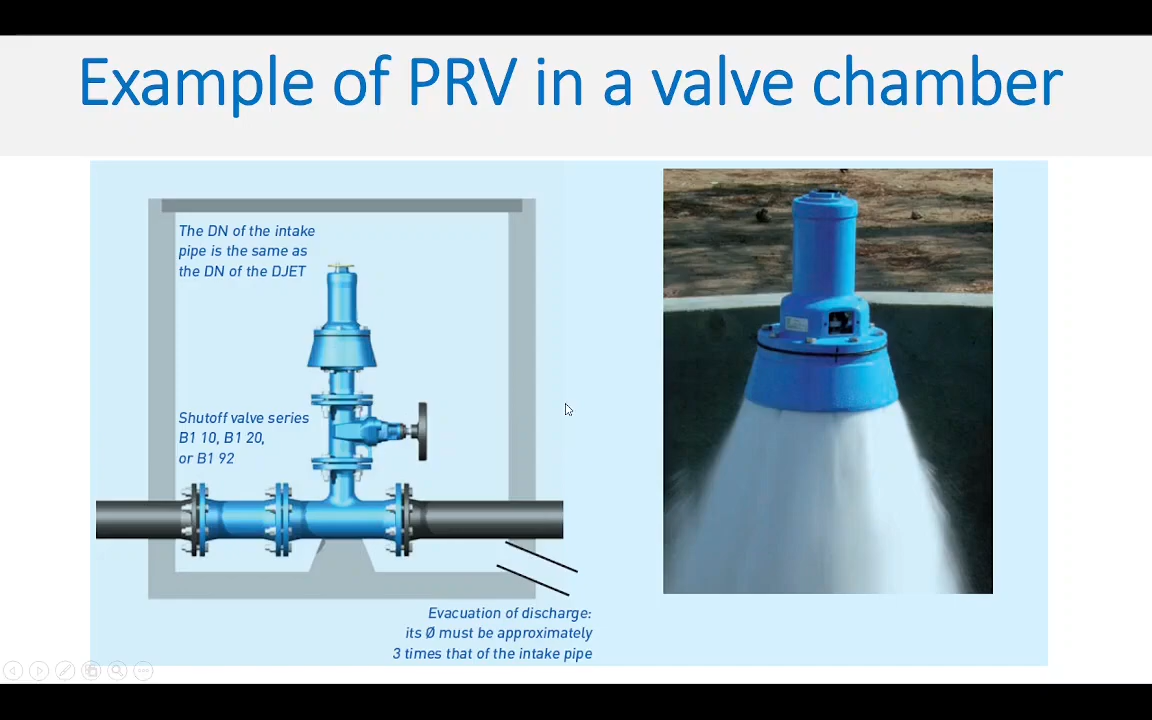 Example of PRV in a valve chamber
The DN of the intake
pipe is the same as
the DN of the DJET
Shutoff valve series
B1 10, B1 20,
or B1 92
Evacuation of discharge:
its Ø must be approximately
3 times that of the intake pipe